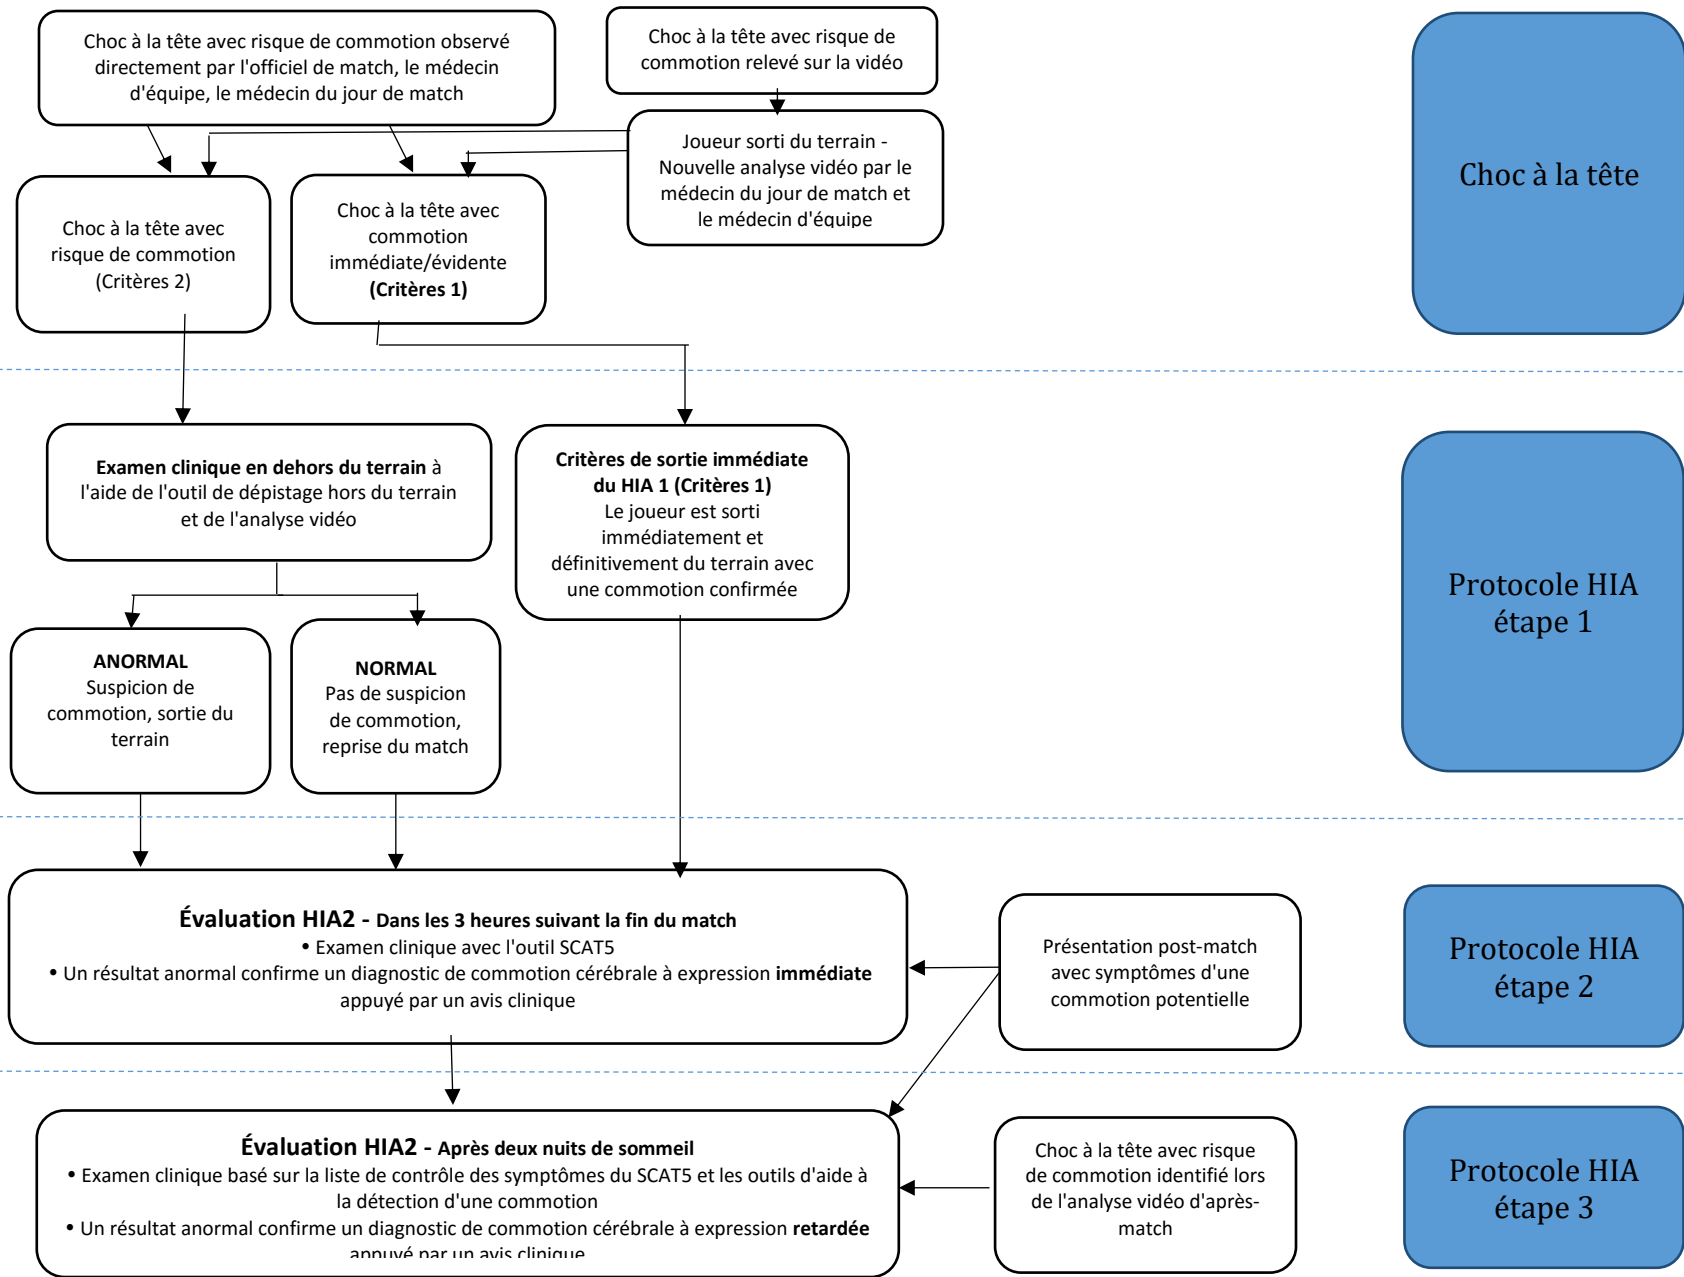 Choc à la tête avec risque de commotion observé
directement par l'officiel de match, le médecin
d'équipe, le médecin du jour de match
Choc à la tête avec risque de
commotion relevé sur la vidéo
Joueur sorti du terrain -
Nouvelle analyse vidéo par le
médecin du jour de match et
le médecin d'équipe
Choc à la tête
Choc à la tête avec
risque de commotion
(Critères 2)
Choc à la tête avec
commotion
immédiate/évidente
(Critères 1)
Examen clinique en dehors du terrain à
l'aide de l'outil de dépistage hors du terrain
et de l'analyse vidéo
Critères de sortie immédiate
du HIA 1 (Critères 1)
Le joueur est sorti
immédiatement et
définitivement du terrain avec
une commotion confirmée
Protocole HIA
étape 1
ANORMAL
Suspicion de
commotion, sortie du
terrain
NORMAL
Pas de suspicion
de commotion,
reprise du match
Évaluation HIA2 - Dans les 3 heures suivant la fin du match
• Examen clinique avec l'outil SCAT5
• Un résultat anormal confirme un diagnostic de commotion cérébrale à expression immédiate
appuyé par un avis clinique
Présentation post-match
avec symptômes d'une
commotion potentielle
Protocole HIA
étape 2
Évaluation HIA2 - Après deux nuits de sommeil
• Examen clinique basé sur la liste de contrôle des symptômes du SCAT5 et les outils d'aide à
la détection d'une commotion
• Un résultat anormal confirme un diagnostic de commotion cérébrale à expression retardée
appuyé par un avis clinique
Choc à la tête avec risque
de commotion identifié lors
de l'analyse vidéo d'après-
match
Protocole HIA
étape 3